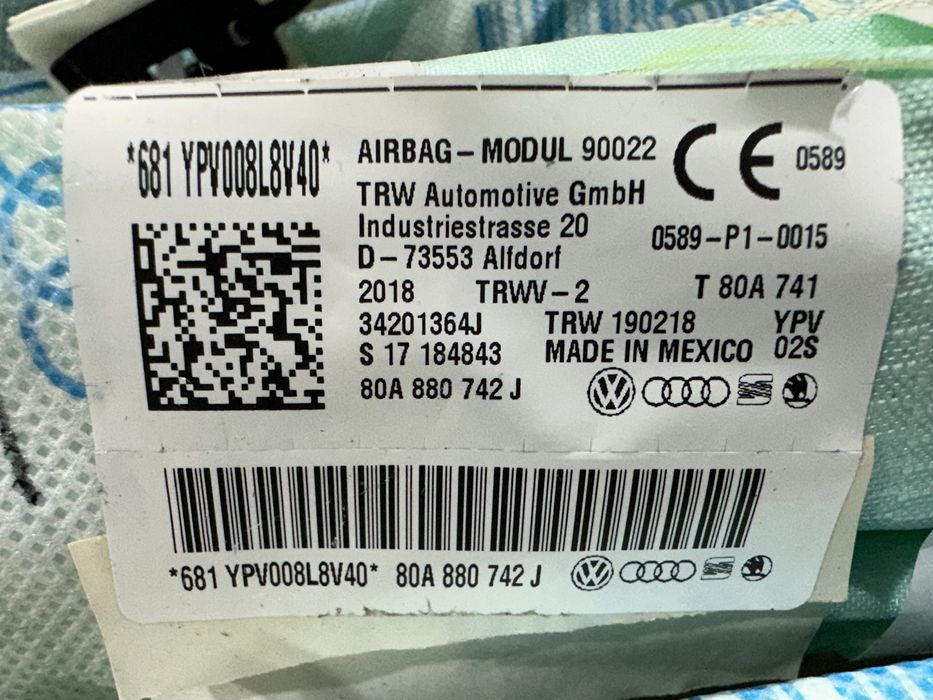 *681 YPV008L8V40*
AIRBAG-MODUL 90022
CE 0589
TRW Automotive GmbH
Industriestrasse 20
0589-P1-0015
D-73553 Alfdorf
2018 TRWV-2 T 80A 741
34201364J TRW 190218 YPV
S 17 184843 MADE IN MEXICO 02S
80A 880 742 J
*681 YPV008L8V40* 80A 880 742 J